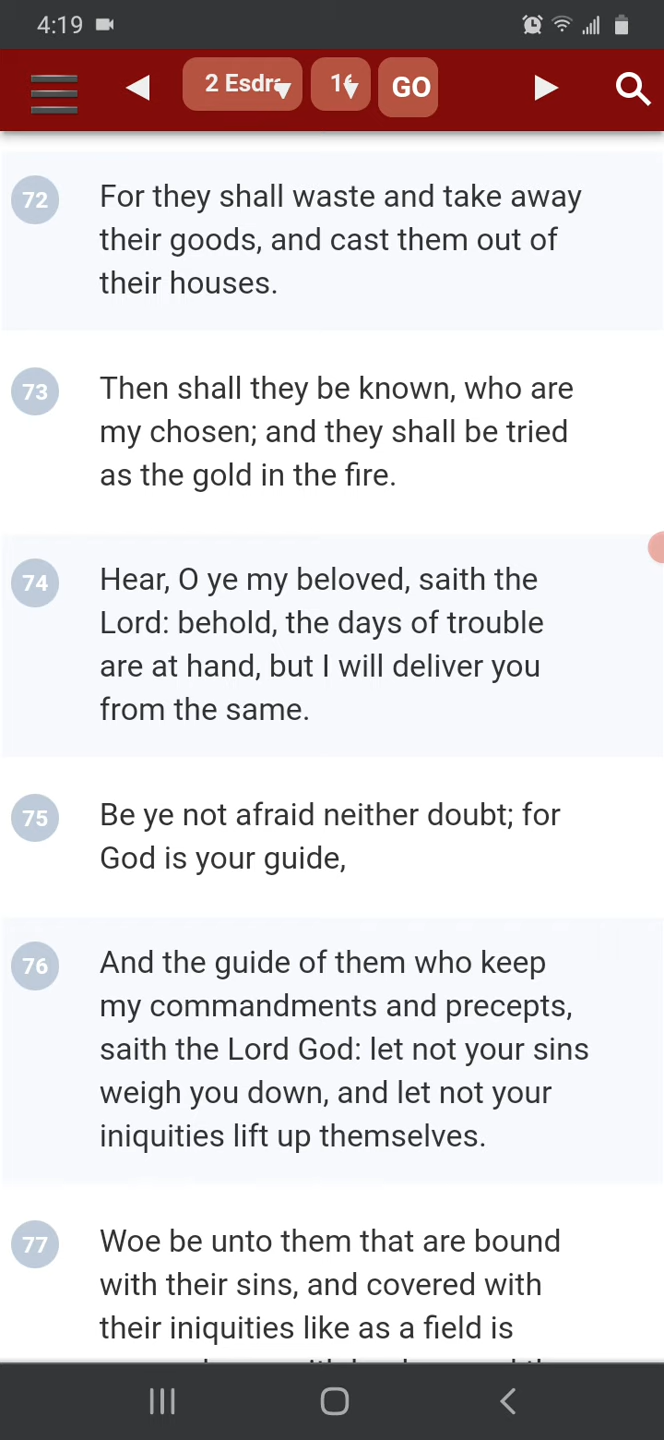 4:19
2 Esdr
GO
72
For they shall waste and take away
their goods, and cast them out of
their houses.
73
Then shall they be known, who are
my chosen; and they shall be tried
as the gold in the fire.
74
Hear, O ye my beloved, saith the
Lord: behold, the days of trouble
are at hand, but I will deliver you
from the same.
75
Be ye not afraid neither doubt; for
God is your guide,
76
And the guide of them who keep
my commandments and precepts,
saith the Lord God: let not your sins
weigh you down, and let not your
iniquities lift up themselves.
77
Woe be unto them that are bound
with their sins, and covered with
their iniquities like as a field is